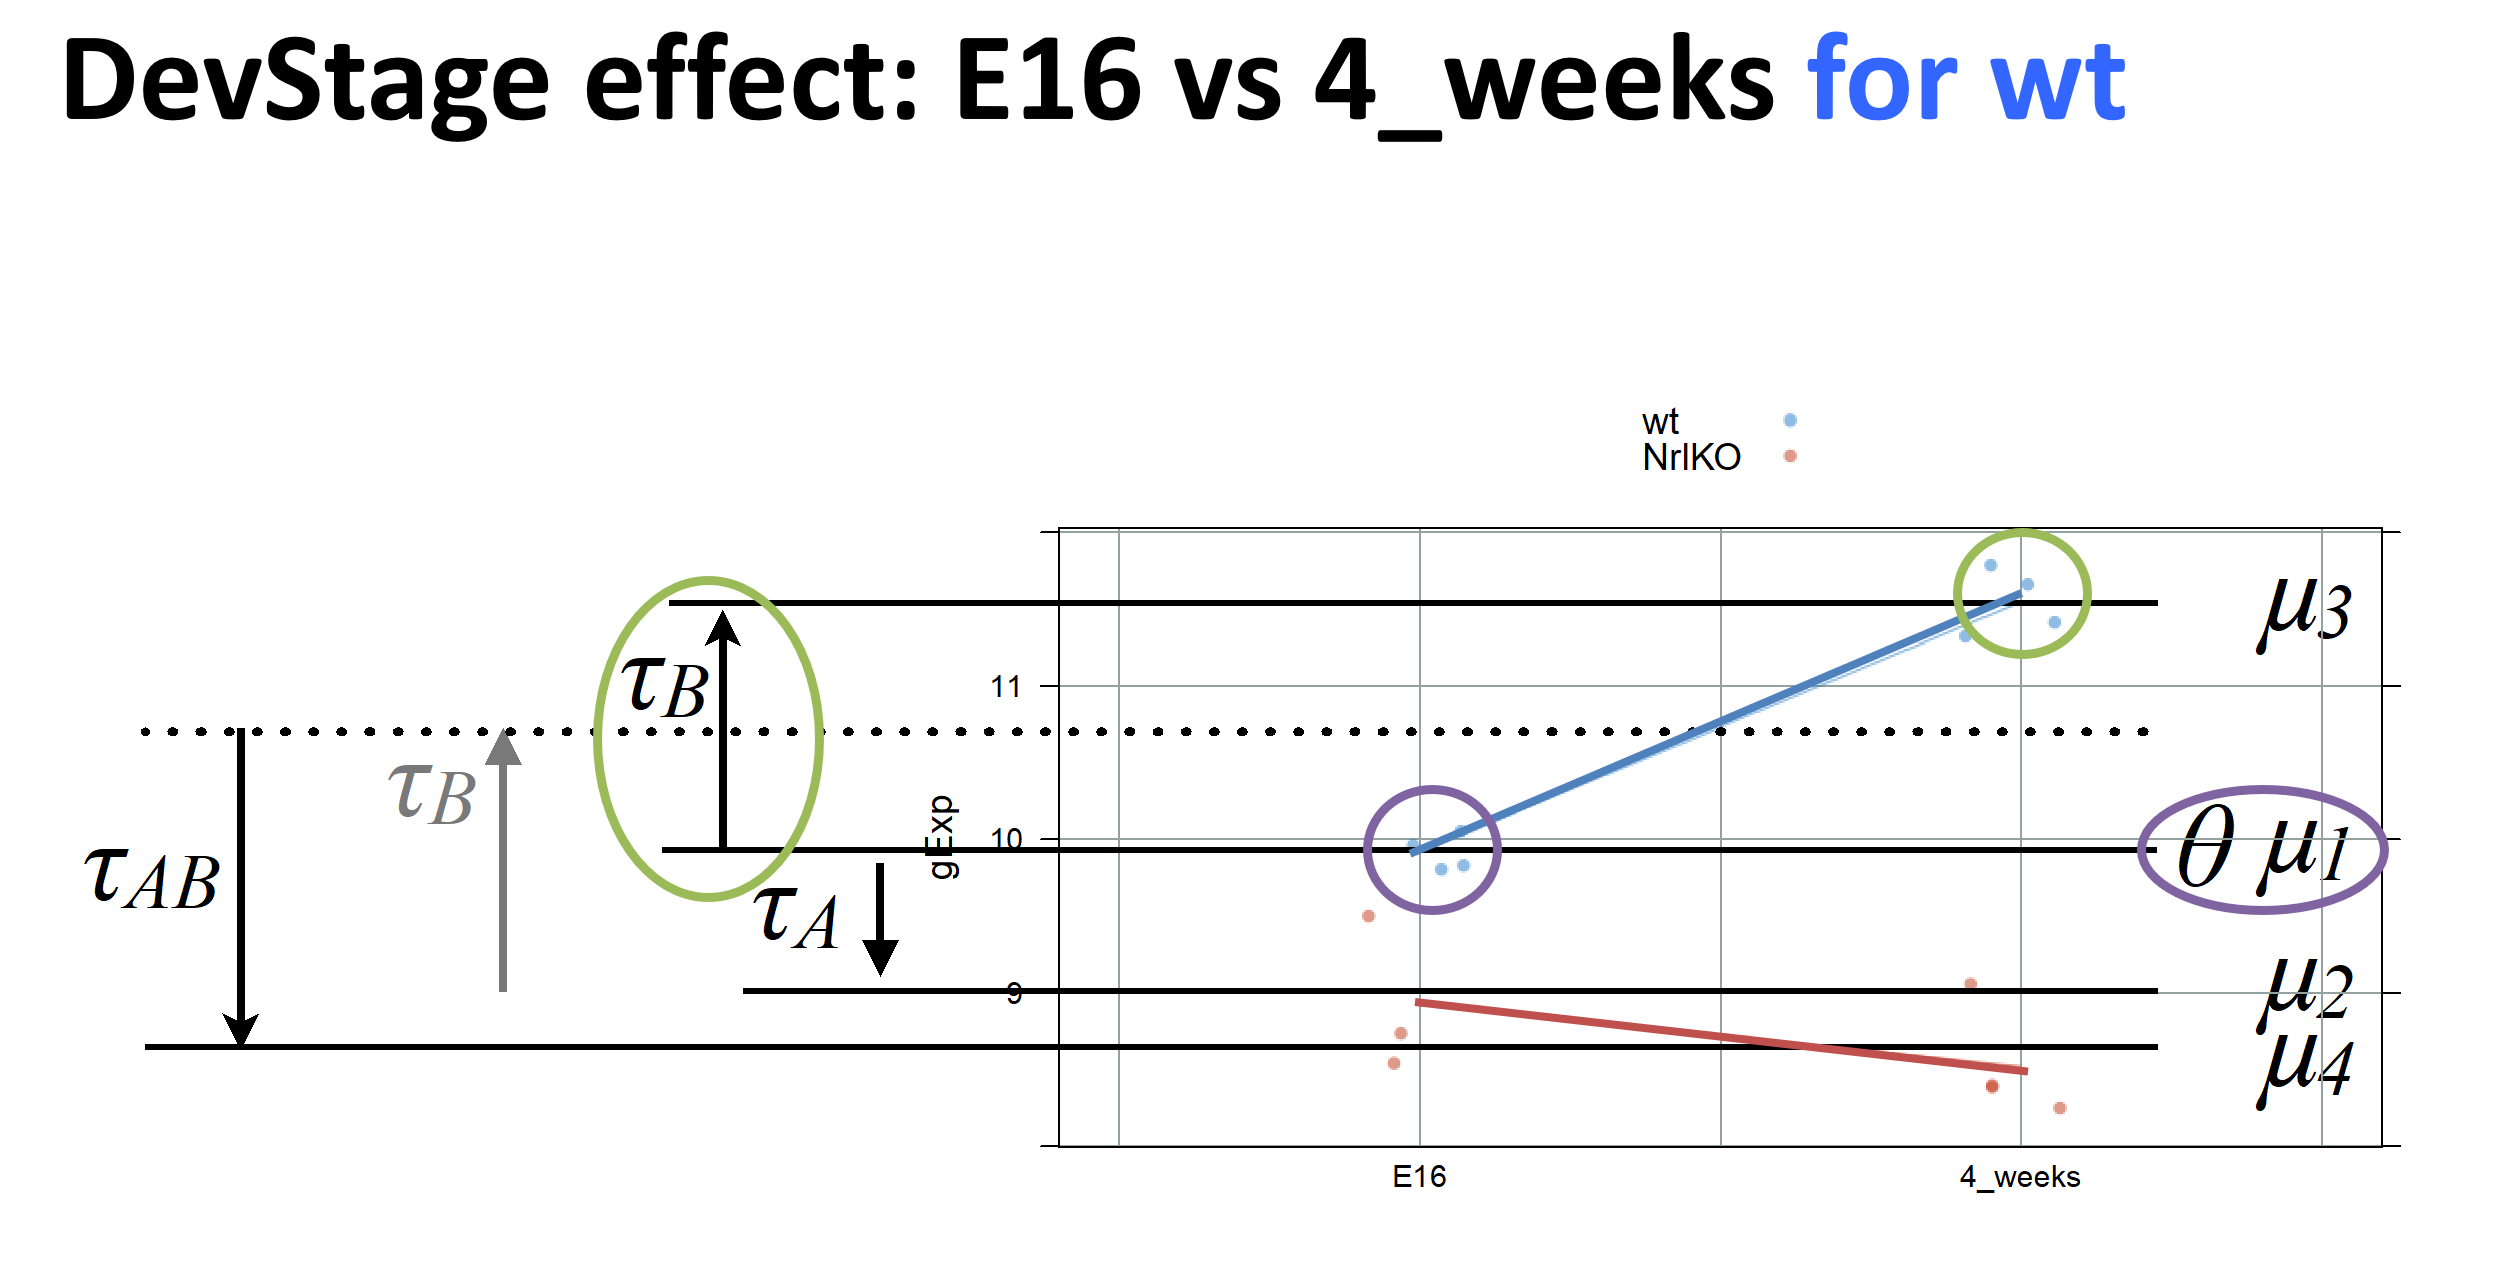 DevStage effect: E16 vs 4_weeks for wt
wt
NrlKO
μ3
τB
11
τB
gExp
10
θ μ1
τAB
τA
9
μ2
μ4
E16
4_weeks